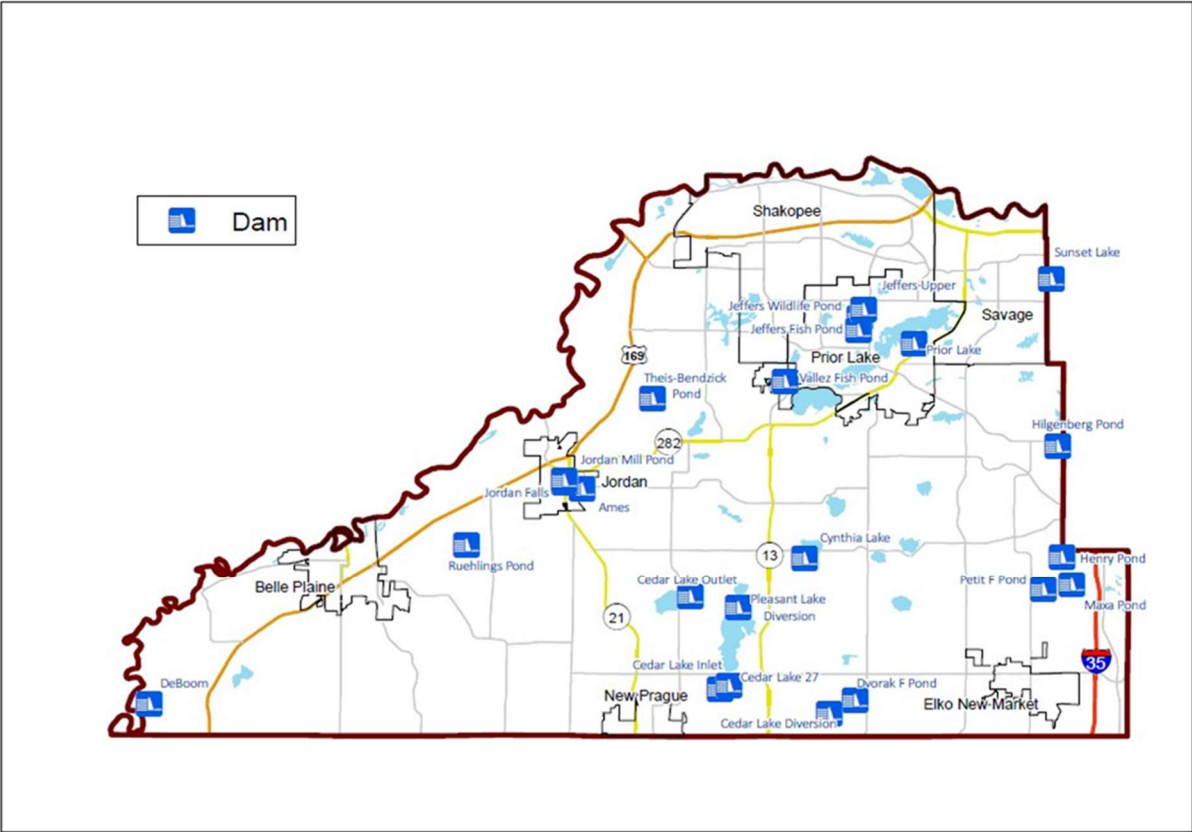 Dam
Shakopee
Sunset Lake
Jeffers Upper
Jeffers Wildlife Pond
Savage
Jeffers Fish Pond
Prior Lake
Prior Lake
169
Theis-Bendzick
Pond
Vallez Fish Pond
Hilgenberg Pond
282
Jordan Mill Pond
Jordan
Jordan Falls
Ames
Cynthia Lake
13
Ruehlings Pond
Henry Pond
Belle Plaine
Cedar Lake Outlet
Petit F Pond
Pleasant Lake
Diversion
Maxa Pond
21
35
Cedar Lake Inlet
Cedar Lake 27
DeBoom
Dvorak F Pond
New Prague
Elko New Market
Cedar Lake Diversion